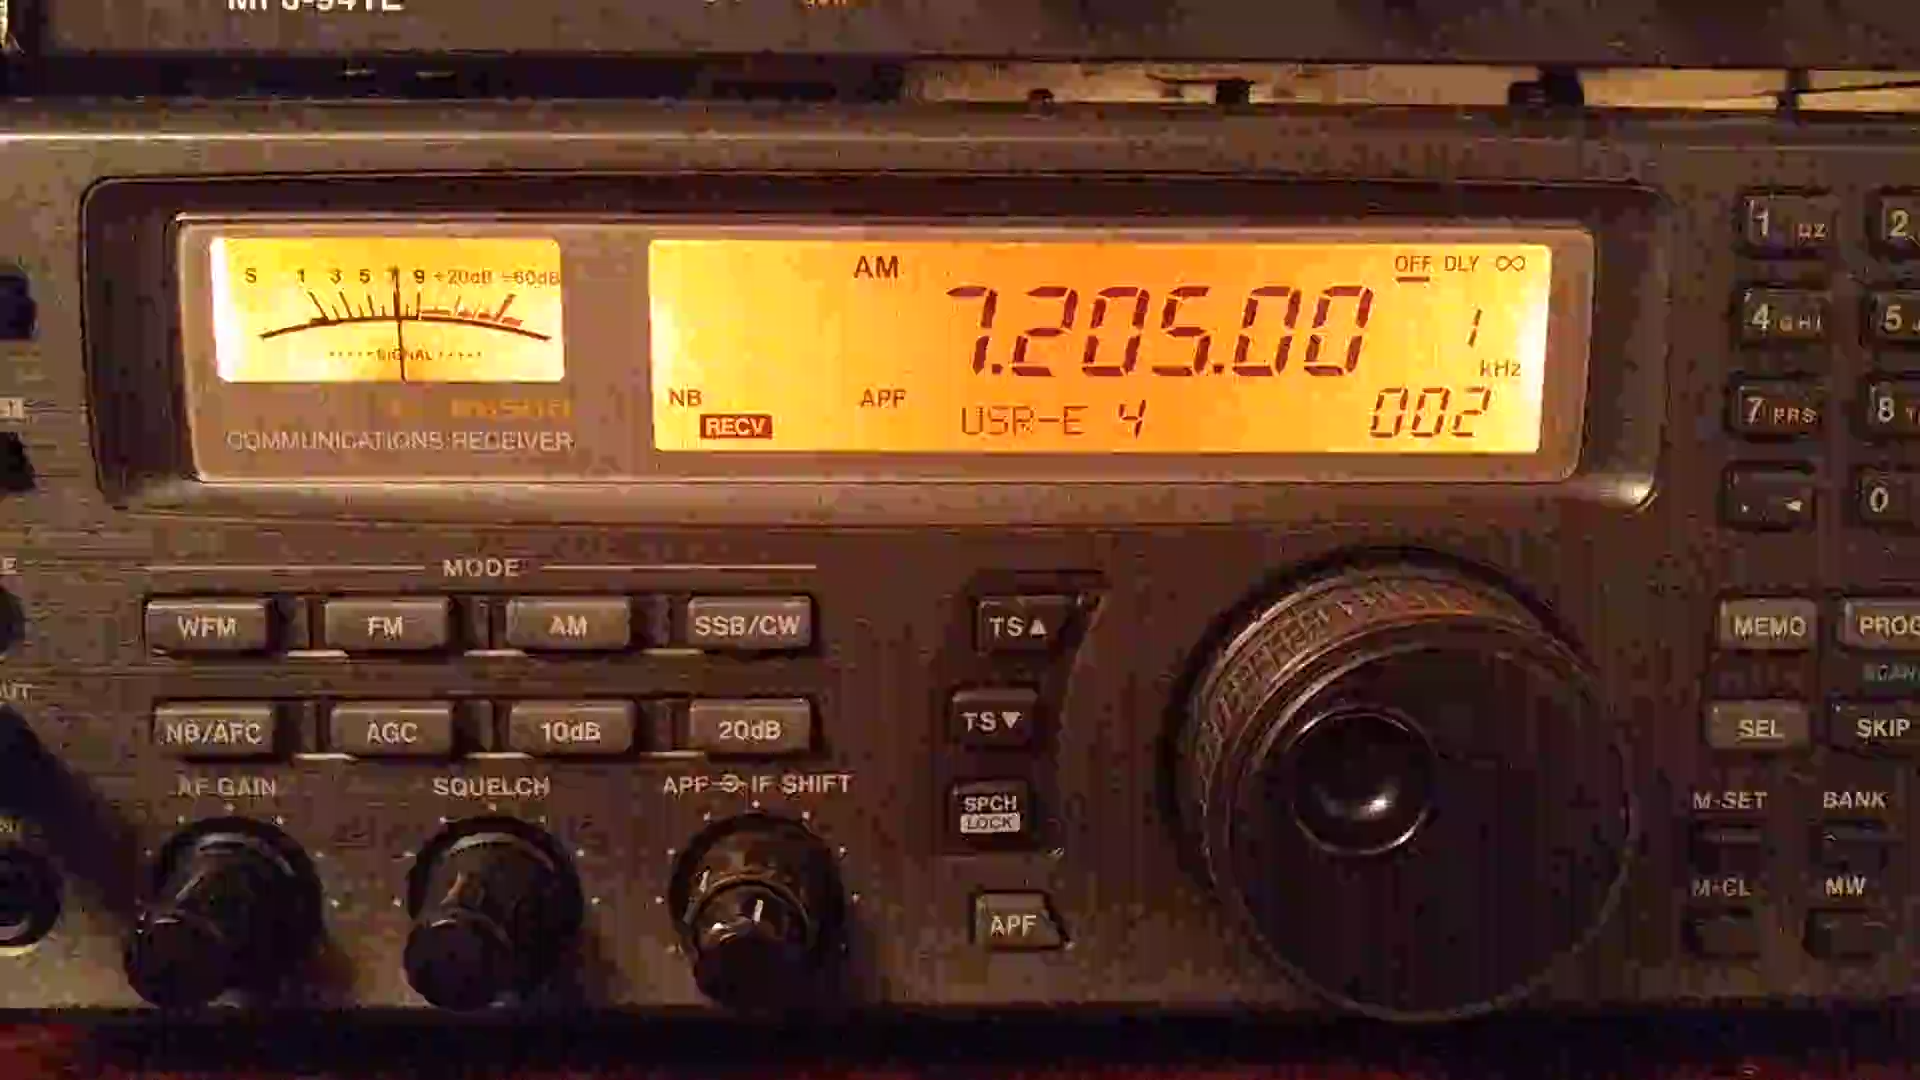 S 1 3 5 7 9 +20dB +60dB
SIGNAL
COMMUNICATIONS RECEIVER
AM
OFF DLY ∞
7.205.00
1
kHz
NB
APF
RECV
USR-E 4
002
1
2
4 GHI
5
7 PRS
8
. ◄
0
MODE
WFM FM AM SSB/CW
NB/AFC AGC 10dB 20dB
AF GAIN SQUELCH APF IF SHIFT
TS▲
TS▼
SPCH
LOCK
APF
MEMO
SEL SKIP
M-SET BANK
M-CL MW